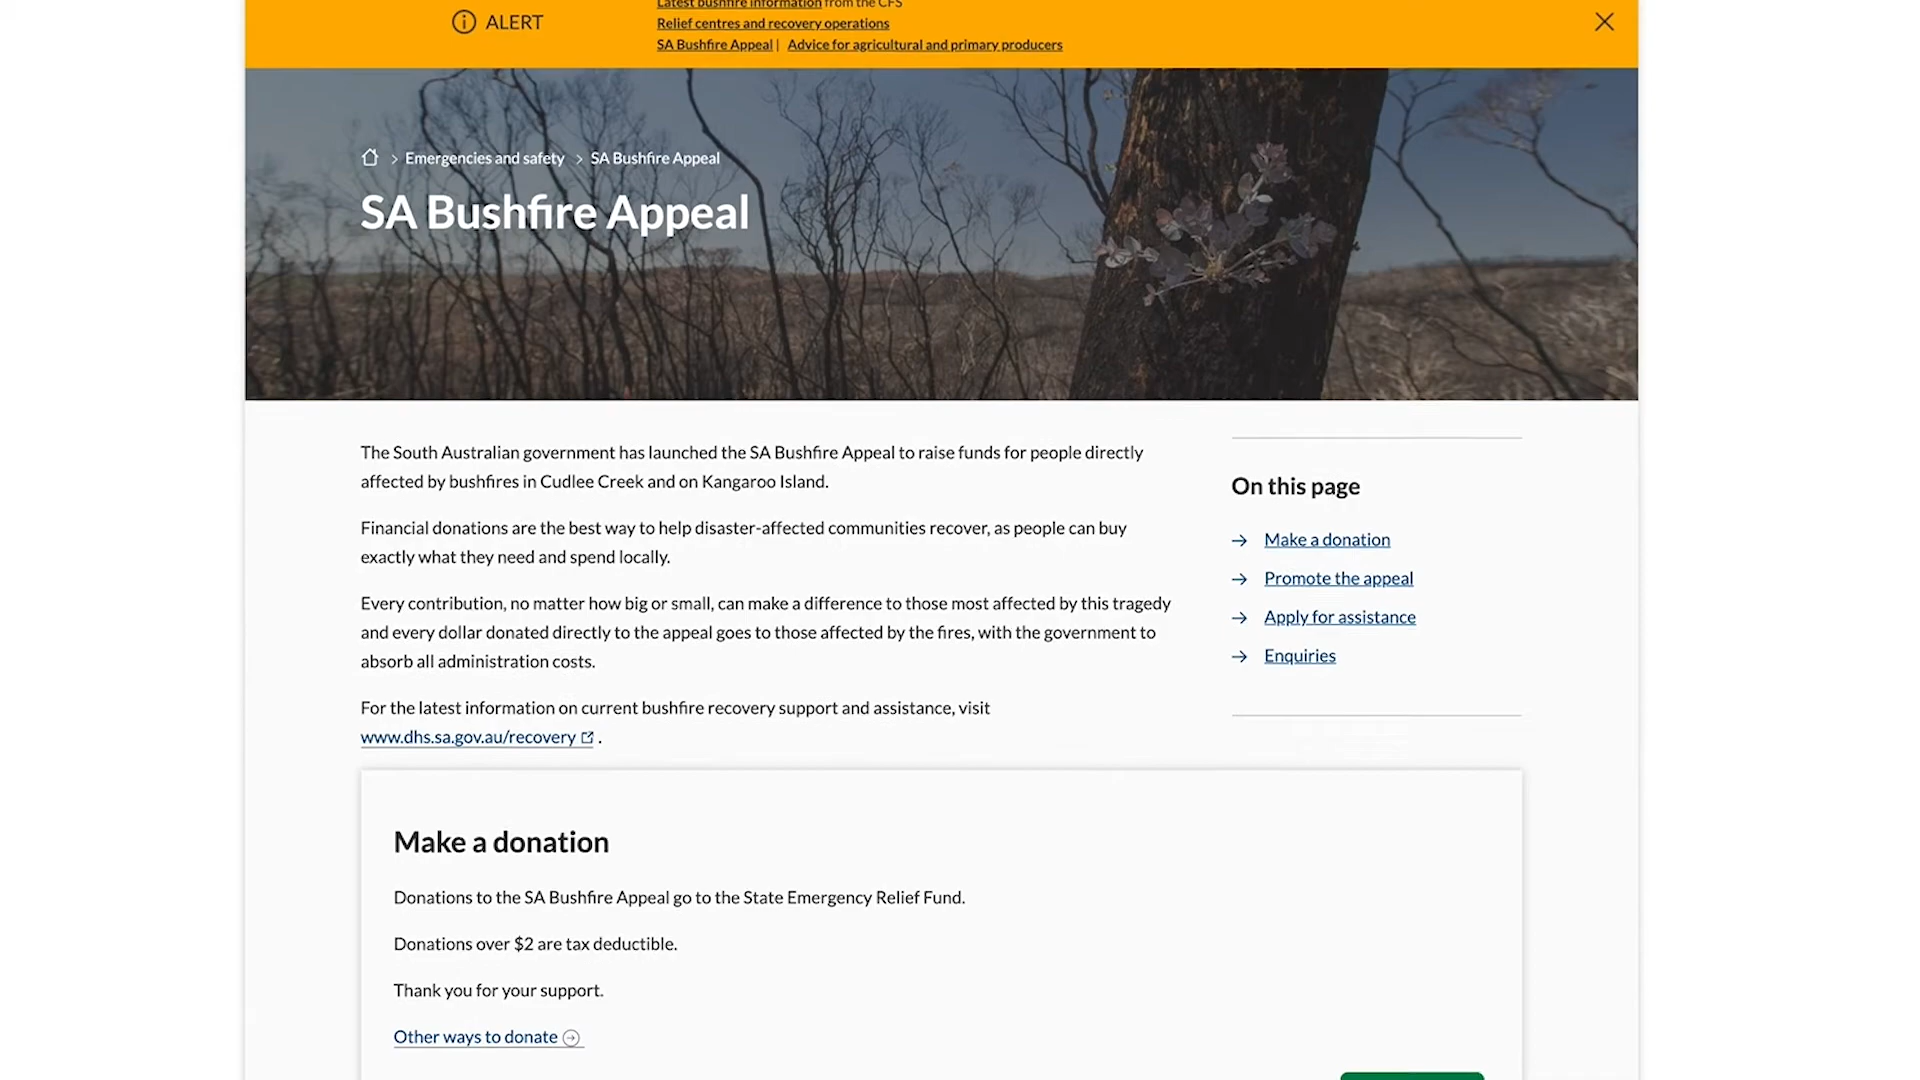 Latest bushfire information from the CFS
ALERT
Relief centres and recovery operations
SA Bushfire Appeal | Advice for agricultural and primary producers
> Emergencies and safety > SA Bushfire Appeal
SA Bushfire Appeal
The South Australian government has launched the SA Bushfire Appeal to raise funds for people directly
affected by bushfires in Cudlee Creek and on Kangaroo Island.
Financial donations are the best way to help disaster-affected communities recover, as people can buy
exactly what they need and spend locally.
Every contribution, no matter how big or small, can make a difference to those most affected by this tragedy
and every dollar donated directly to the appeal goes to those affected by the fires, with the government to
absorb all administration costs.
For the latest information on current bushfire recovery support and assistance, visit
www.dhs.sa.gov.au/recovery .
On this page
Make a donation
Promote the appeal
Apply for assistance
Enquiries
Make a donation
Donations to the SA Bushfire Appeal go to the State Emergency Relief Fund.
Donations over $2 are tax deductible.
Thank you for your support.
Other ways to donate